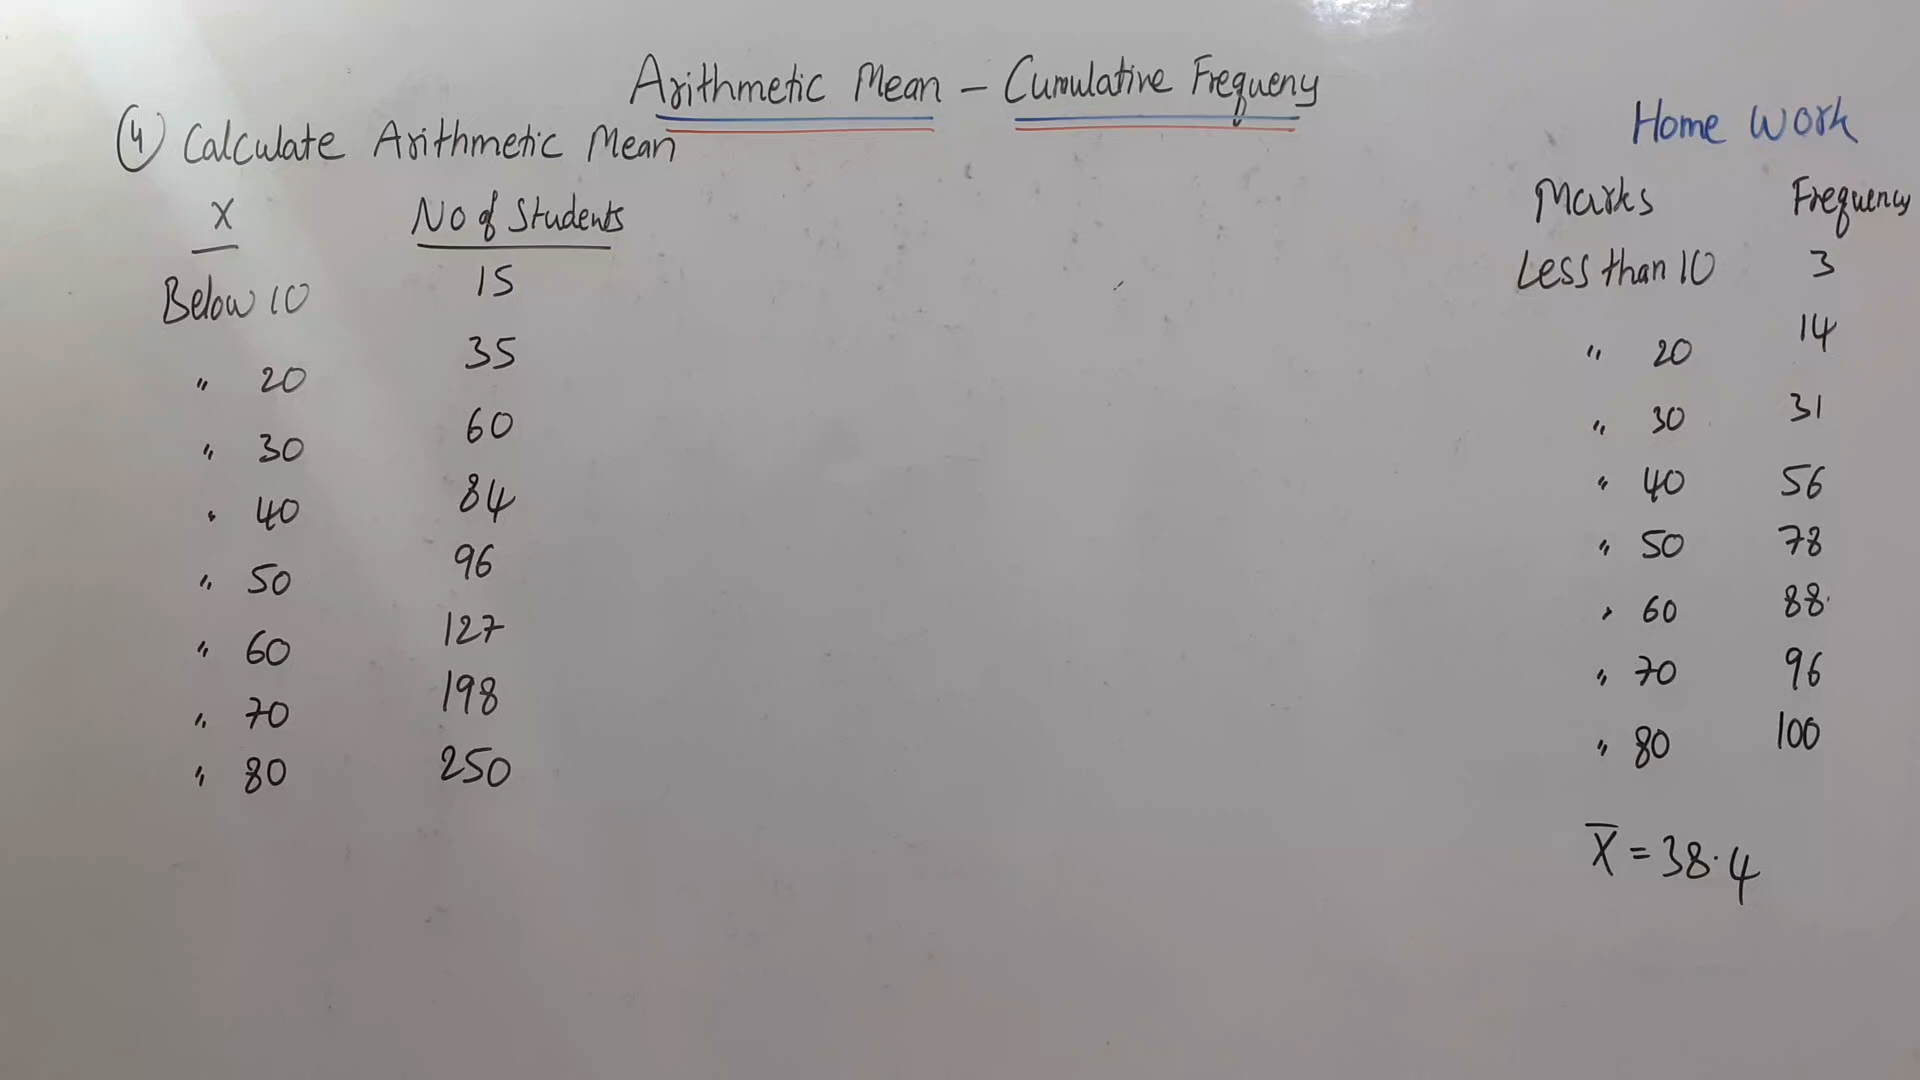 Arithmetic Mean - Cumulative Frequeny
4) Calculate Arithmetic Mean
X No of Students
Below 10 15
" 20 35
" 30 60
" 40 84
" 50 96
" 60 127
" 70 198
" 80 250
Home Work
Marks Frequency
Less than 10 3
" 20 14
" 30 31
" 40 56
" 50 78
" 60 88
" 70 96
" 80 100
X̄ = 38.4